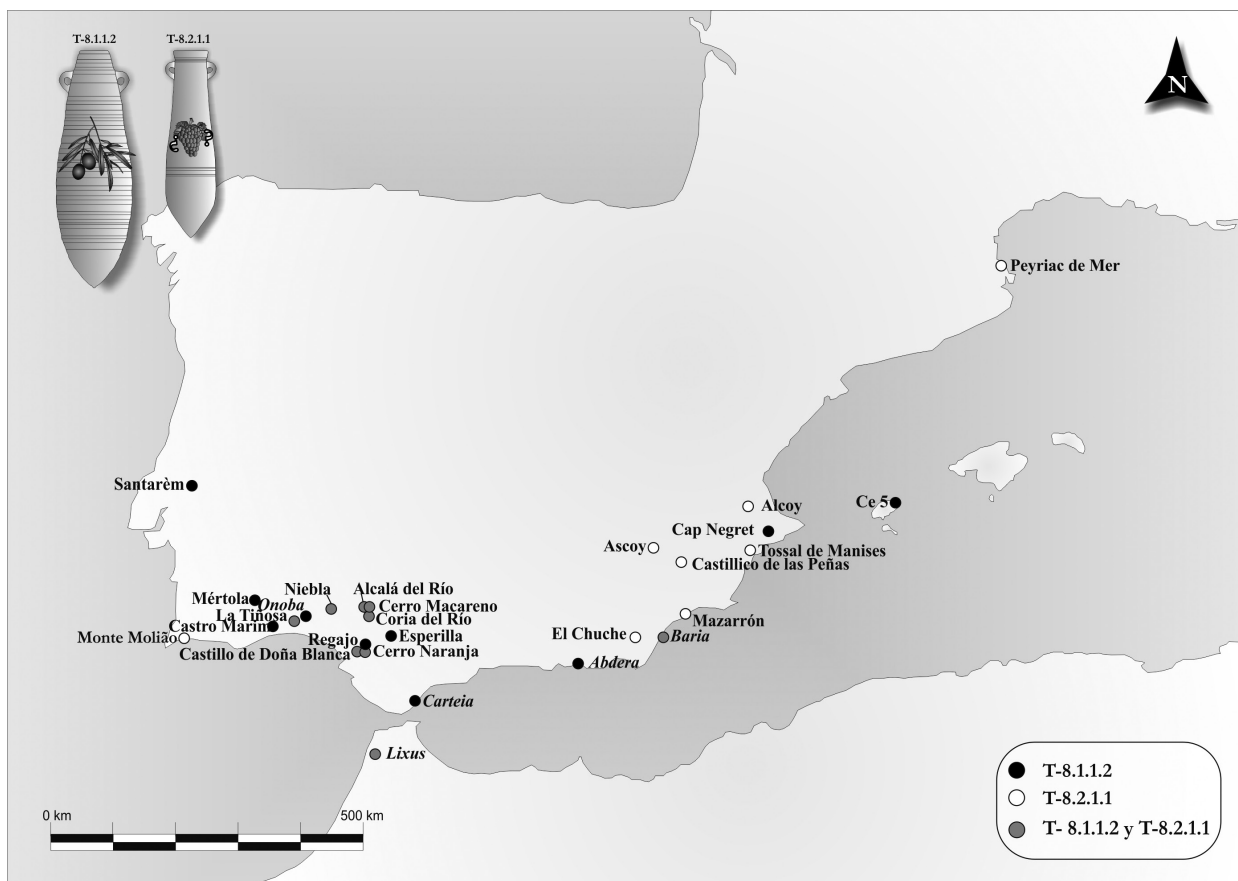 T-8.1.1.2
T-8.2.1.1
N
Peyriac de Mer
Santarèm
Alcoy
Ce 5
Cap Negret
Ascoy
Tossal de Manises
Castillico de las Peñas
Niebla
Alcalá del Río
Mértola
Onoba
Cerro Macareno
La Tiñosa
Coria del Río
Castro Marim
Mazarrón
Monte Molião
Regajo
Esperilla
El Chuche
Baria
Castillo de Doña Blanca
Cerro Naranja
Abdera
Carteia
Lixus
T-8.1.1.2
T-8.2.1.1
T- 8.1.1.2 y T-8.2.1.1
0 km
500 km